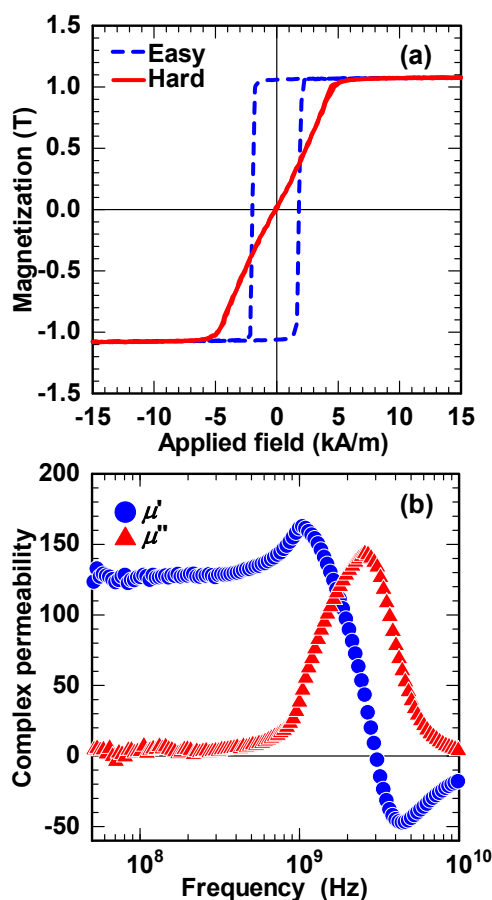 (a)
Easy
Hard
1.5
1.0
0.5
0.0
-0.5
-1.0
-1.5
Magnetization (T)
-15 -10 -5 0 5 10 15
Applied field (kA/m)
(b)
μ'
μ"
200
150
100
50
0
-50
Complex permeability
10⁸ 10⁹ 10¹⁰
Frequency (Hz)